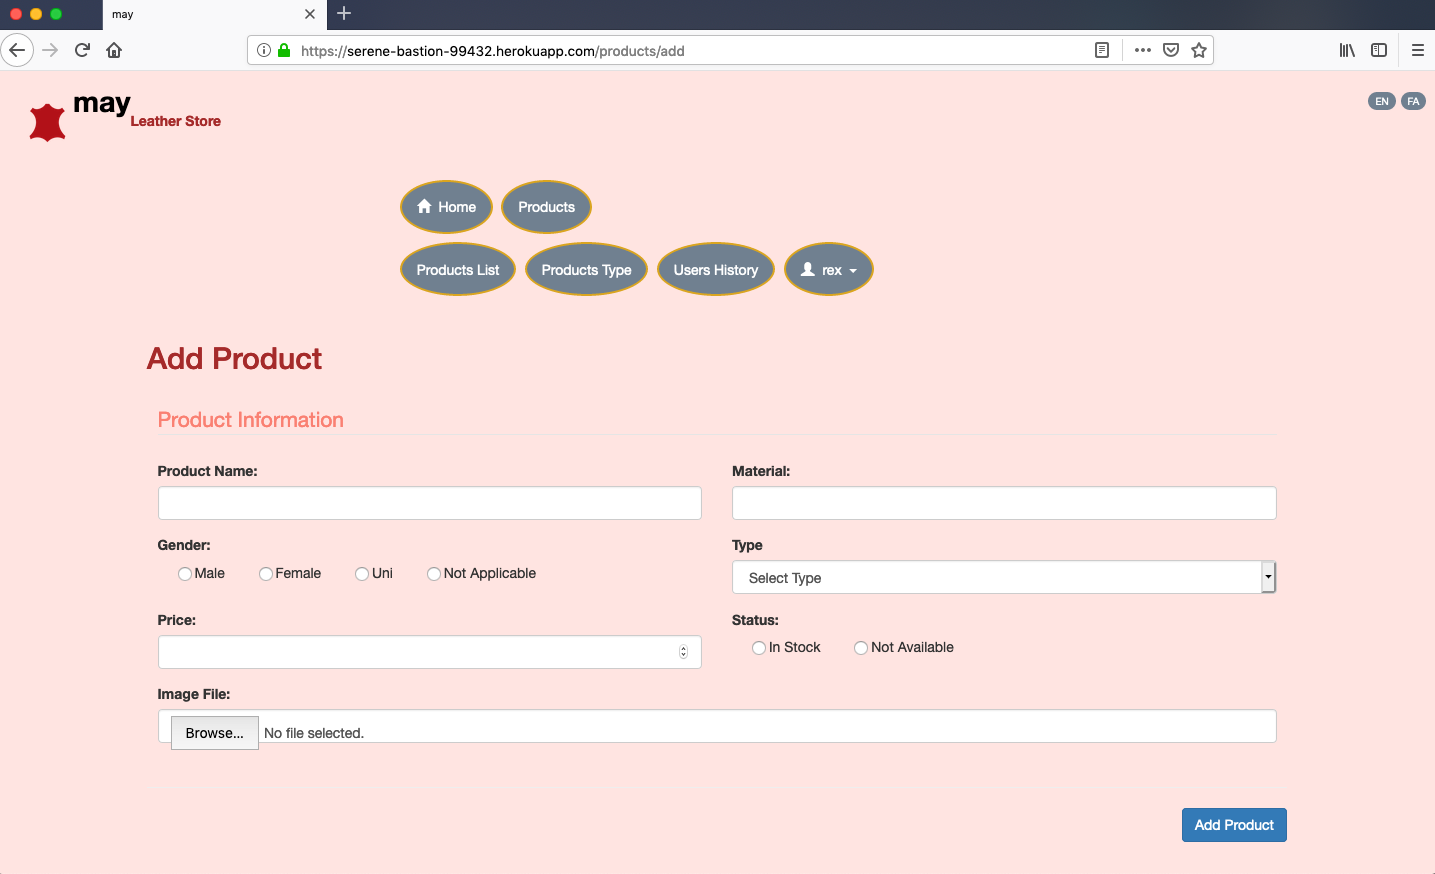 may
https://serene-bastion-99432.herokuapp.com/products/add
may
Leather Store
EN FA
Home Products
Products List Products Type Users History rex
Add Product
Product Information
Product Name: Material:
Gender: Type
Male Female Uni Not Applicable Select Type
Price: Status:
In Stock Not Available
Image File:
Browse... No file selected.
Add Product